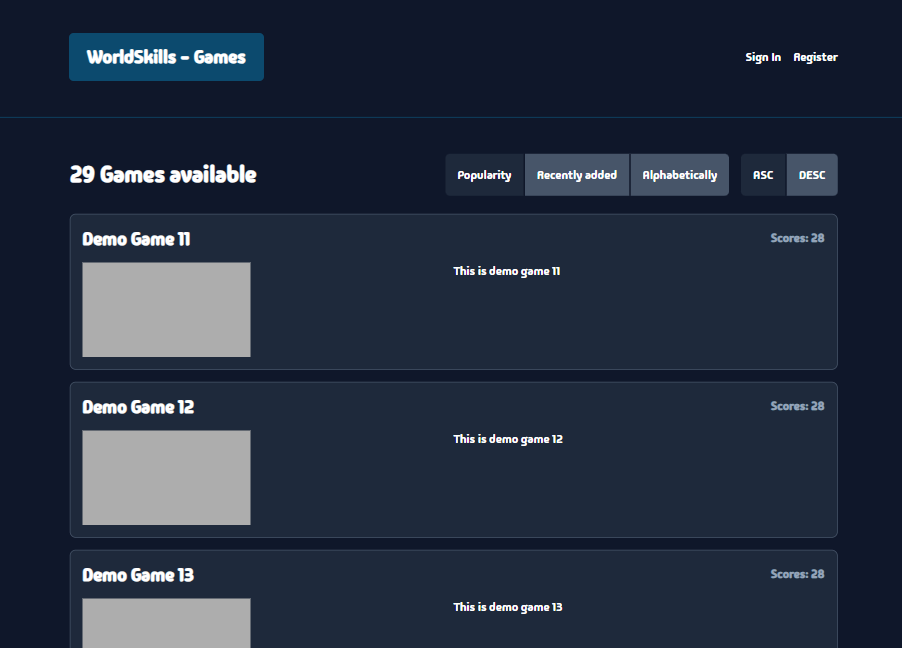 WorldSkills - Games
Sign In Register
29 Games available
Popularity Recently added Alphabetically ASC DESC
Demo Game 11
Scores: 28
This is demo game 11
Demo Game 12
Scores: 28
This is demo game 12
Demo Game 13
Scores: 28
This is demo game 13